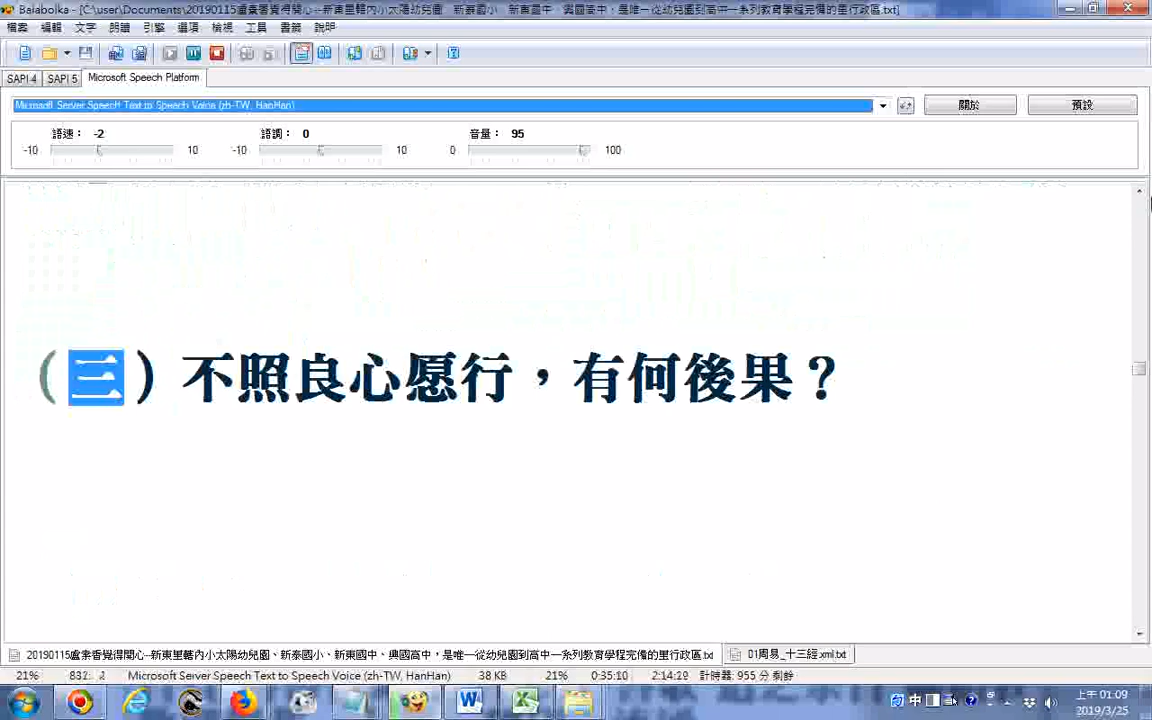 Balabolka - [C:\user\Documents\20190115盧秉香覺得開心--新東里轄內小太陽幼兒園、新泰國小、新東國中、興國高中，是唯一從幼兒園到高中一系列教育學程完備的里行政區.txt]
檔案 編輯 文字 朗讀 引擎 選項 檢視 工具 書籤 說明
SAPI 4 SAPI 5 Microsoft Speech Platform
Microsoft Server Speech Text to Speech Voice (zh-TW, HanHan) 關於 預設
語速： -2 語調： 0 音量： 95
-10 10 -10 10 0 100
（三）不照良心愿行，有何後果？
20190115盧秉香覺得開心--新東里轄內小太陽幼兒園、新泰國小、新東國中、興國高中，是唯一從幼兒園到高中一系列教育學程完備的里行政區.txt 01周易_十三經.xml.txt
21% 832: Microsoft Server Speech Text to Speech Voice (zh-TW, HanHan) 38 KB 21% 0:35:10 2:14:29 計時器: 955 分 剩餘
中 上午 01:09
2019/3/25